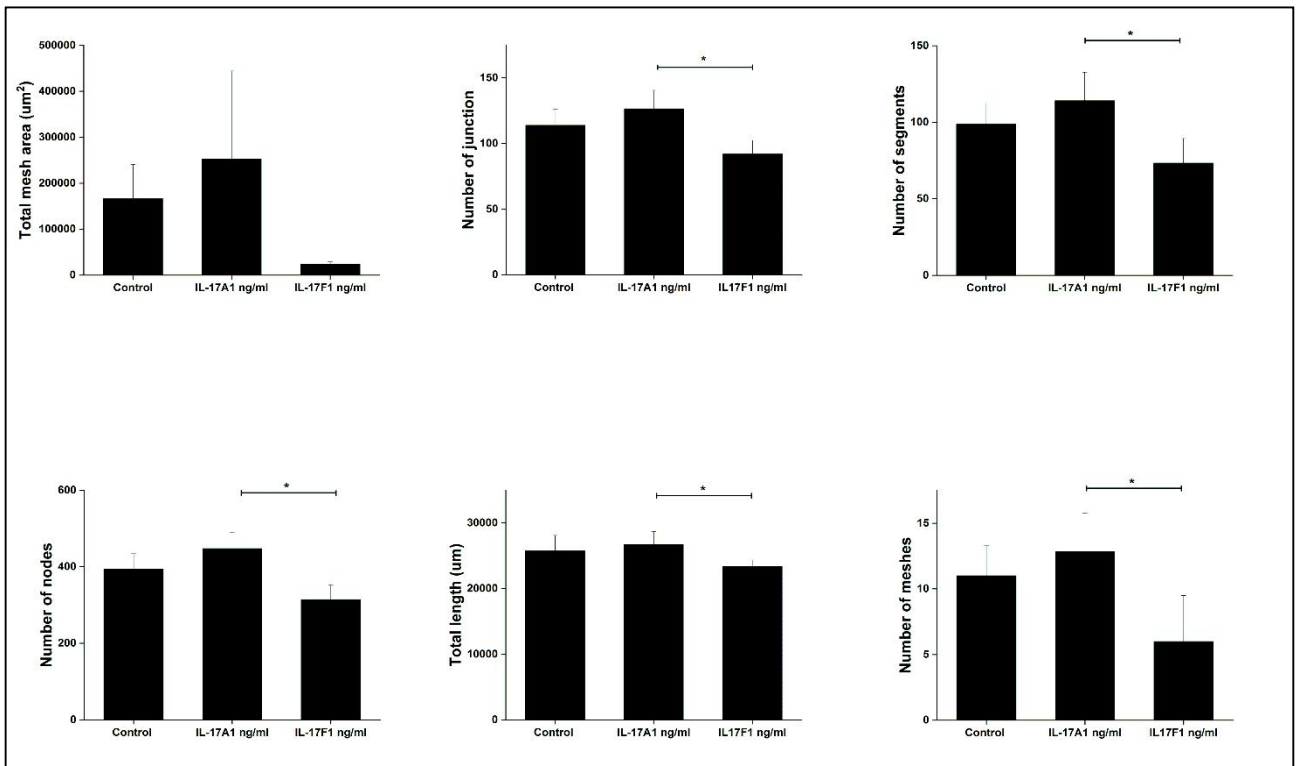 Total mesh area (um²)
500000
400000
300000
200000
100000
0
Control IL-17A1 ng/ml IL-17F1 ng/ml
Number of junction
*
150
100
50
0
Control IL-17A1 ng/ml IL17F1 ng/ml
Number of segments
*
150
100
50
0
Control IL-17A1 ng/ml IL-17F1 ng/ml
Number of nodes
*
600
400
200
0
Control IL-17A1 ng/ml IL-17F1 ng/ml
Total length (um)
*
30000
20000
10000
0
Control IL-17A1 ng/ml IL17F1 ng/ml
Number of meshes
*
15
10
5
0
Control IL-17A1 ng/ml IL17F1 ng/ml